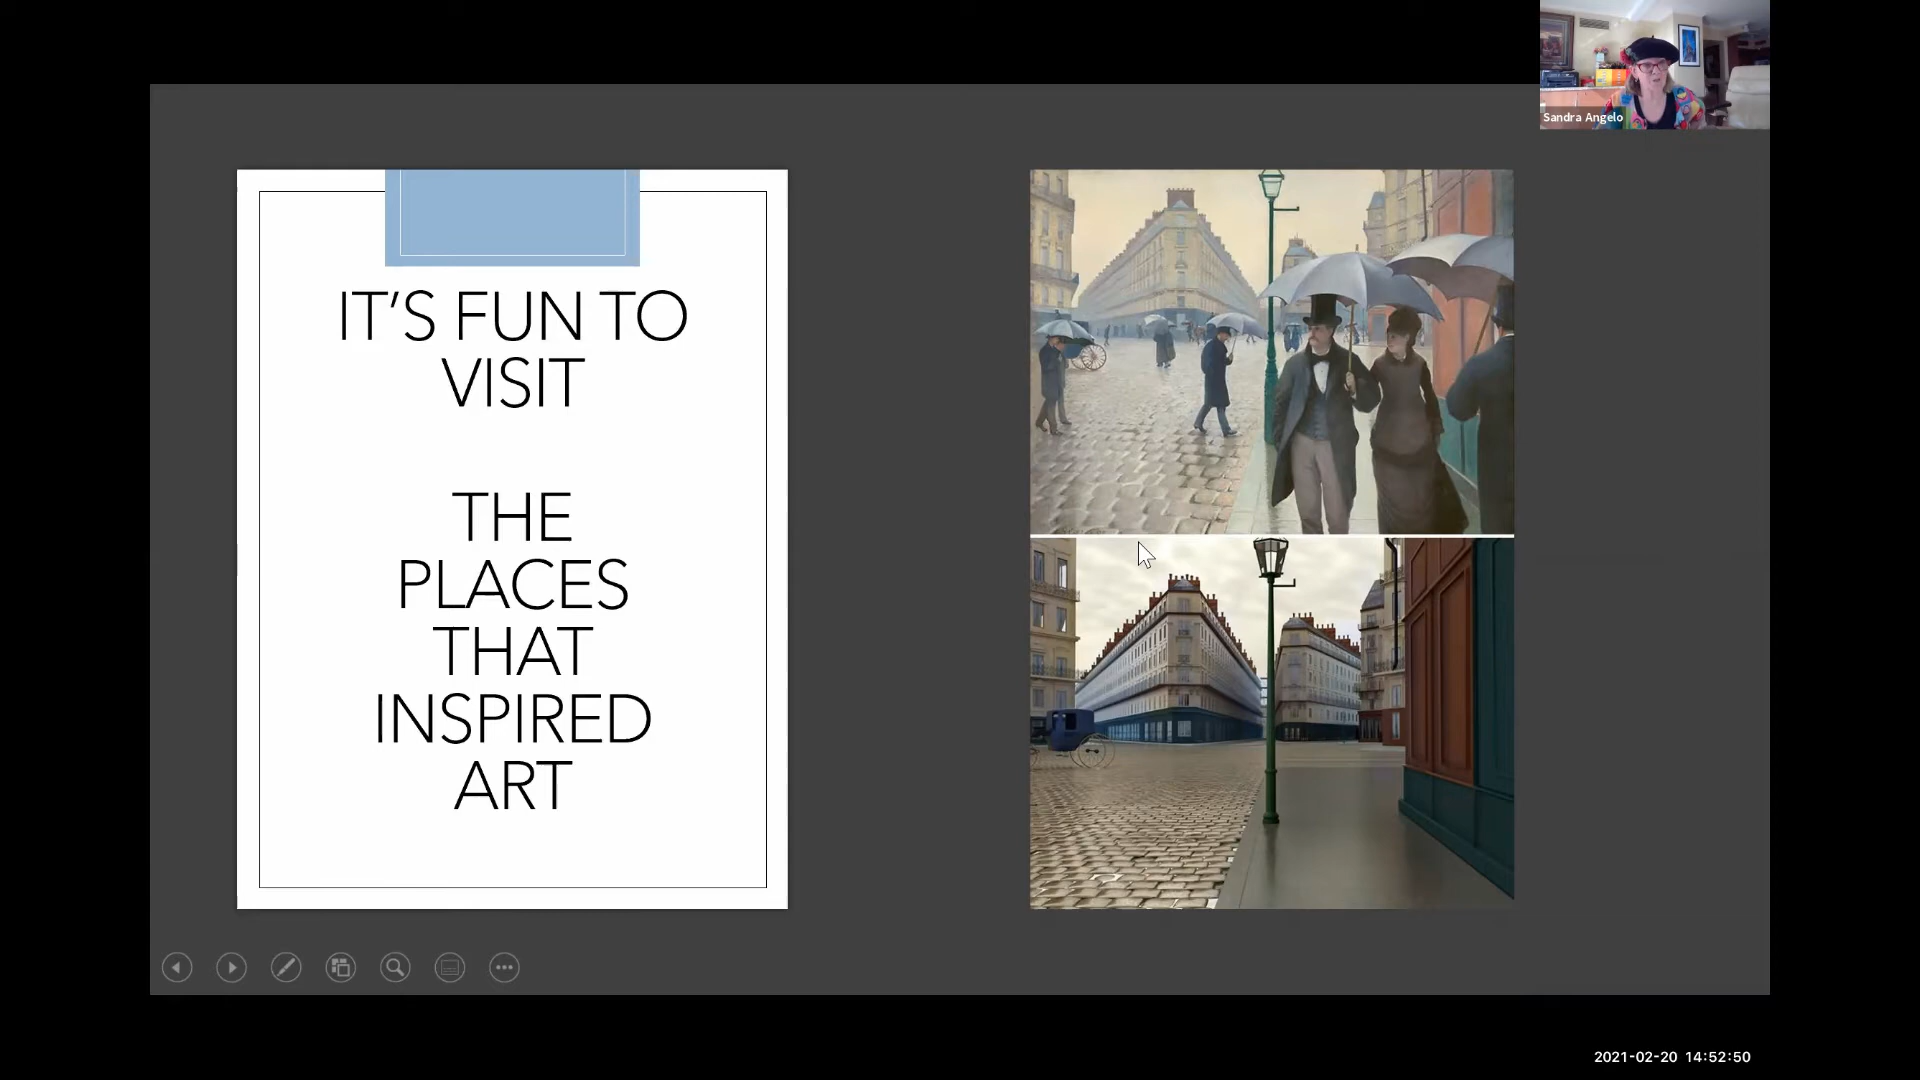 Sandra Angelo
IT’S FUN TO
VISIT
THE
PLACES
THAT
INSPIRED
ART
2021-02-20 14:52:50